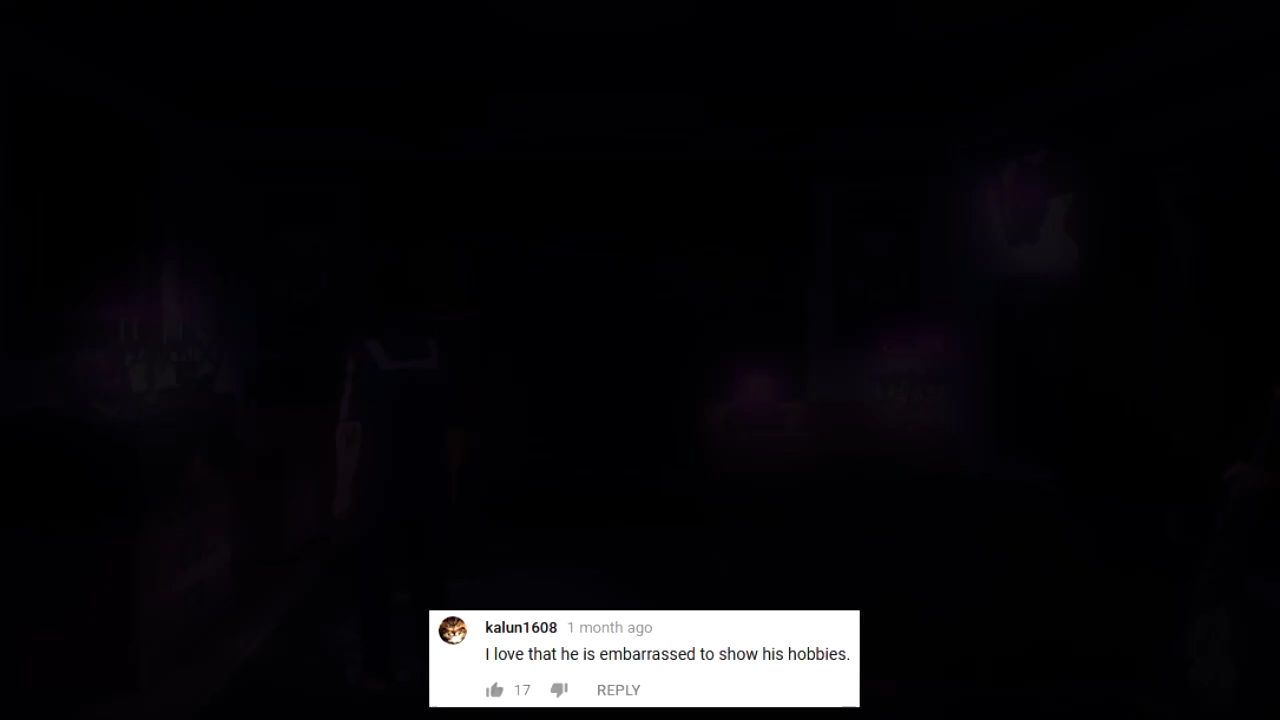 kalun1608 1 month ago
I love that he is embarrassed to show his hobbies.
17 REPLY